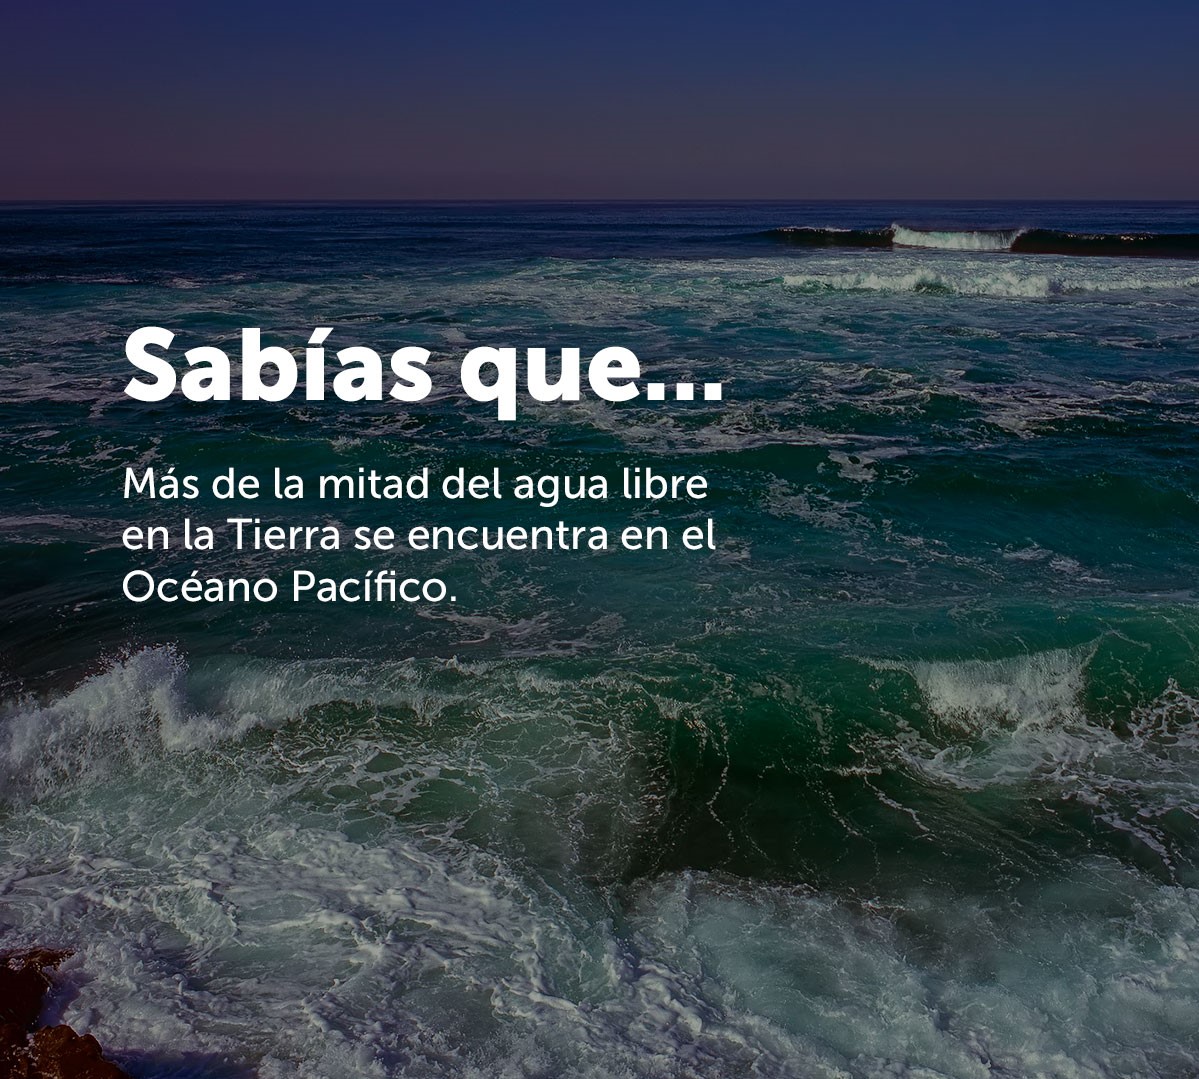 Sabías que...
Más de la mitad del agua libre
en la Tierra se encuentra en el
Océano Pacífico.